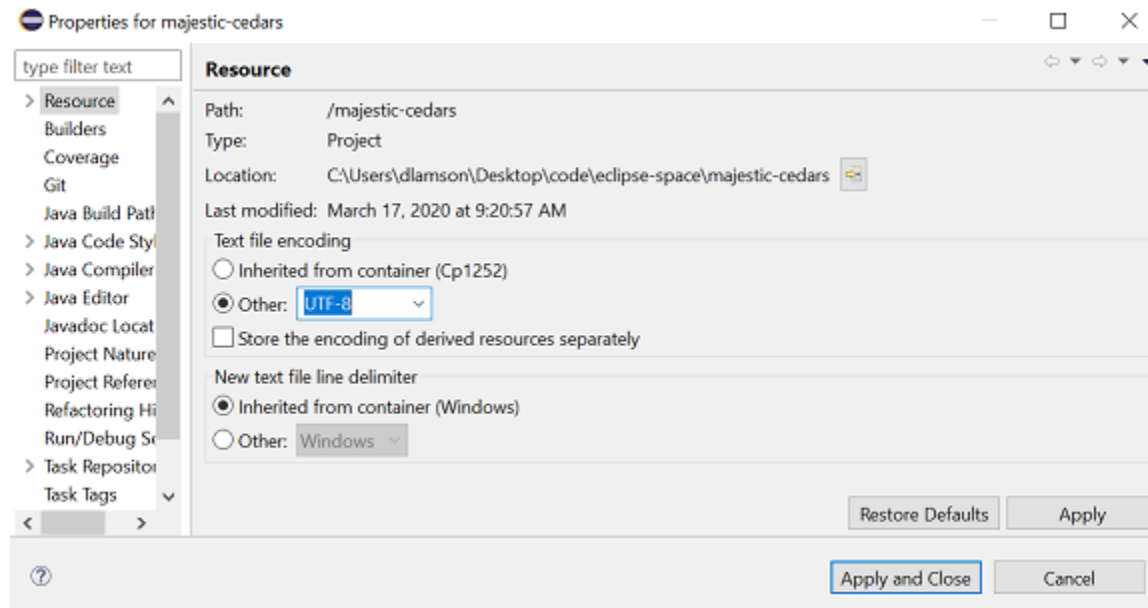 Properties for majestic-cedars
type filter text
Resource
Builders
Coverage
Git
Java Build Path
Java Code Styl
Java Compiler
Java Editor
Javadoc Locat
Project Nature
Project Refere
Refactoring Hi
Run/Debug Se
Task Repositor
Task Tags
Resource
Path: /majestic-cedars
Type: Project
Location: C:\Users\dlamson\Desktop\code\eclipse-space\majestic-cedars
Last modified: March 17, 2020 at 9:20:57 AM
Text file encoding
Inherited from container (Cp1252)
Other: UTF-8
Store the encoding of derived resources separately
New text file line delimiter
Inherited from container (Windows)
Other: Windows
Restore Defaults Apply
? Apply and Close Cancel